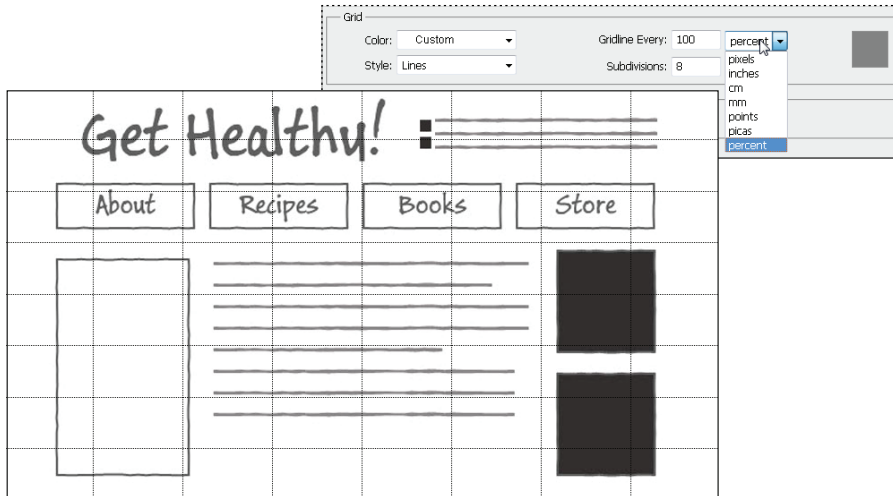 Grid
Color: Custom Gridline Every: 100 percent
Style: Lines Subdivisions: 8
pixels
inches
cm
mm
points
picas
percent
Get Healthy!
About Recipes Books Store